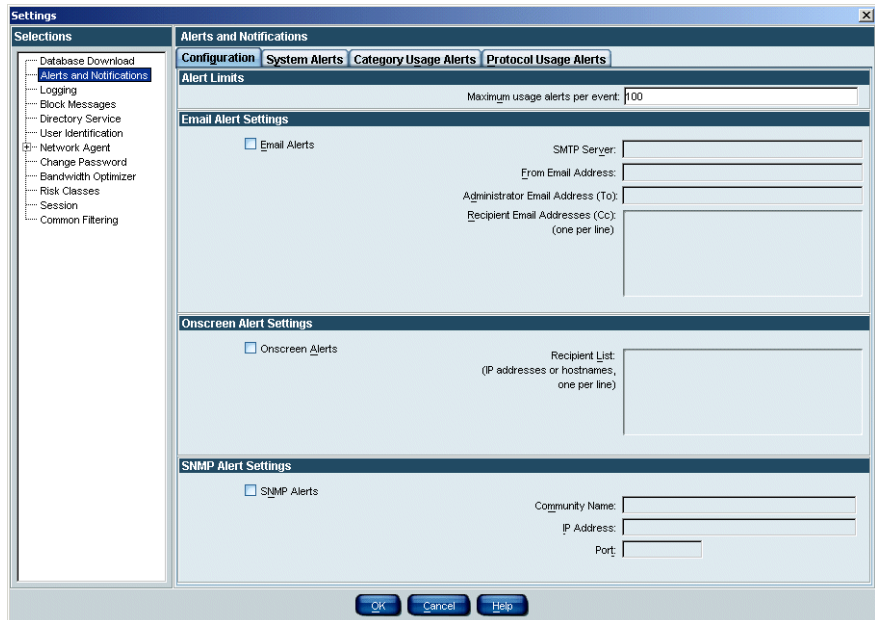 Settings
Selections
Database Download
Alerts and Notifications
Logging
Block Messages
Directory Service
User Identification
Network Agent
Change Password
Bandwidth Optimizer
Risk Classes
Session
Common Filtering
Alerts and Notifications
Configuration System Alerts Category Usage Alerts Protocol Usage Alerts
Alert Limits
Maximum usage alerts per event: 100
Email Alert Settings
Email Alerts
SMTP Server:
From Email Address:
Administrator Email Address (To):
Recipient Email Addresses (Cc):
(one per line)
Onscreen Alert Settings
Onscreen Alerts
Recipient List:
(IP addresses or hostnames,
one per line)
SNMP Alert Settings
SNMP Alerts
Community Name:
IP Address:
Port:
OK Cancel Help